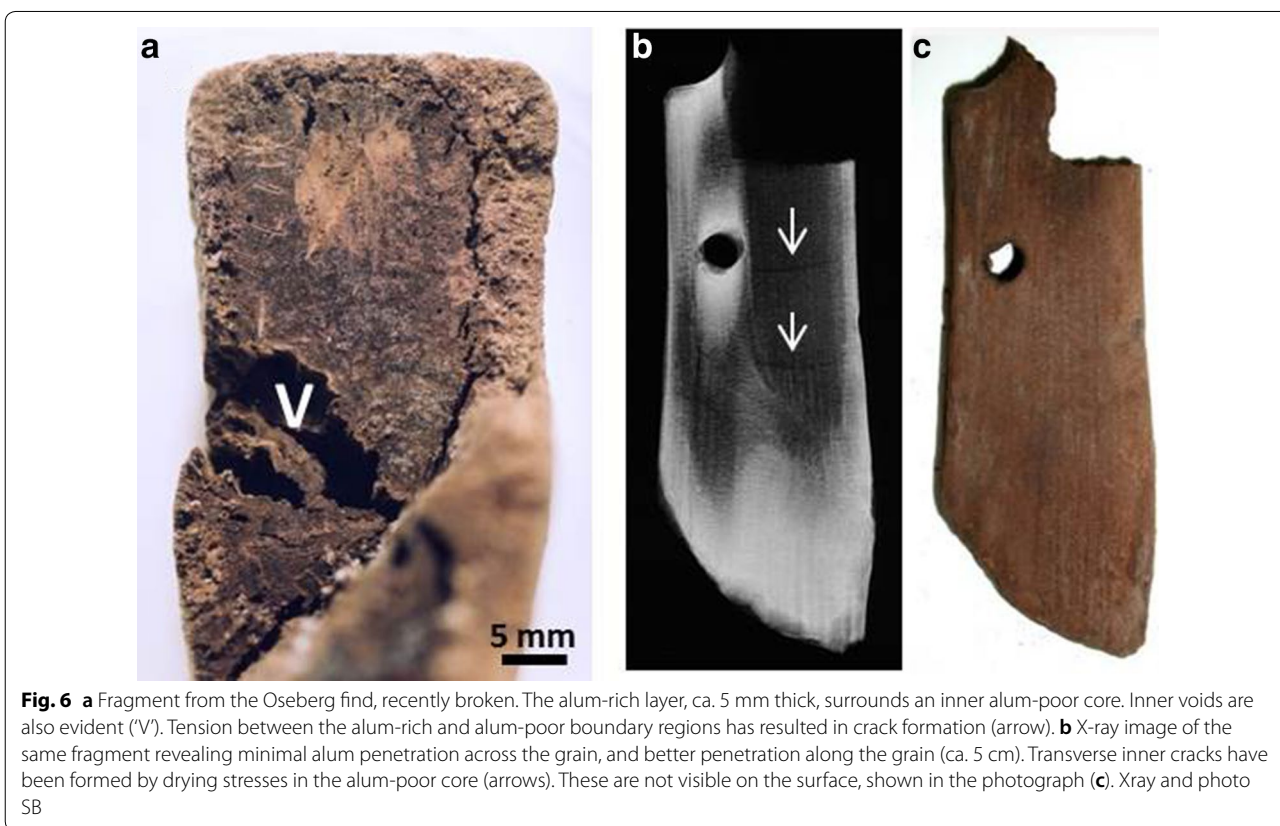 a
b
c
V
5 mm
Fig. 6 a Fragment from the Oseberg find, recently broken. The alum-rich layer, ca. 5 mm thick, surrounds an inner alum-poor core. Inner voids are
also evident (‘V’). Tension between the alum-rich and alum-poor boundary regions has resulted in crack formation (arrow). b X-ray image of the
same fragment revealing minimal alum penetration across the grain, and better penetration along the grain (ca. 5 cm). Transverse inner cracks have
been formed by drying stresses in the alum-poor core (arrows). These are not visible on the surface, shown in the photograph (c). Xray and photo
SB